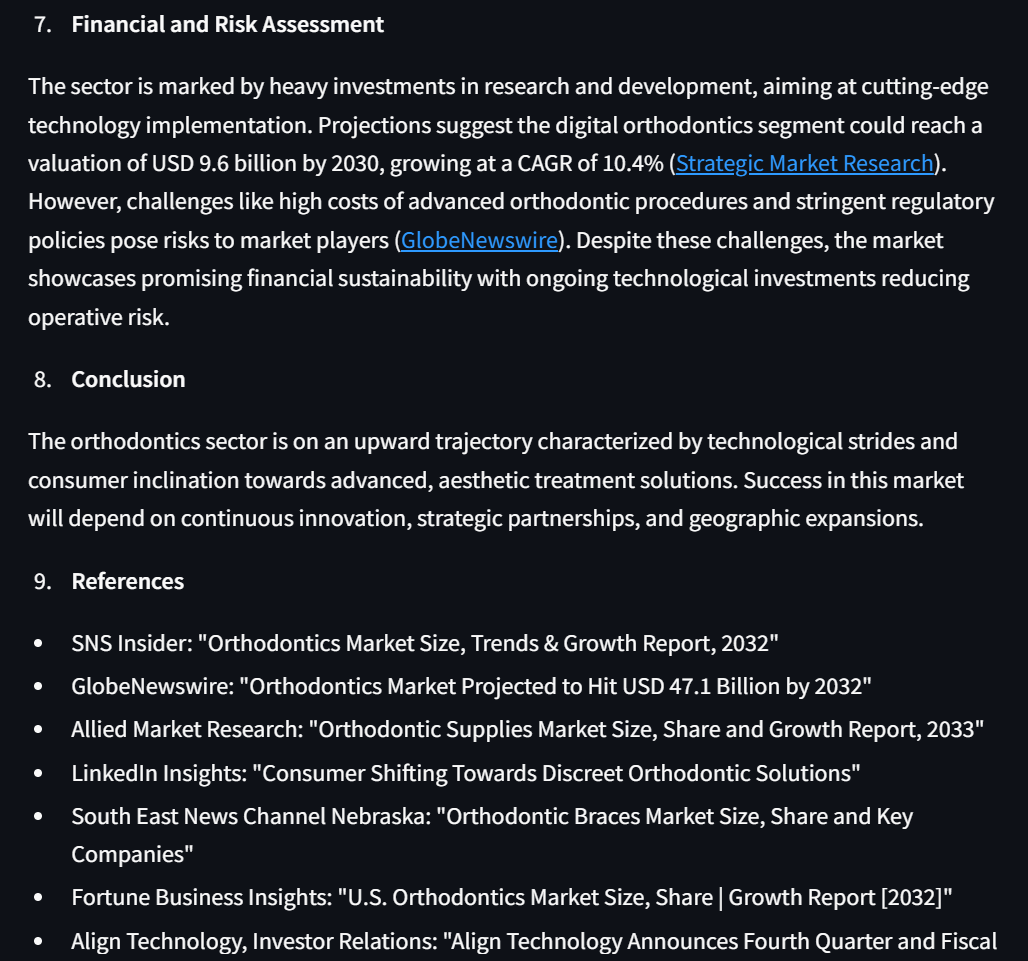 7. Financial and Risk Assessment
The sector is marked by heavy investments in research and development, aiming at cutting-edge
technology implementation. Projections suggest the digital orthodontics segment could reach a
valuation of USD 9.6 billion by 2030, growing at a CAGR of 10.4% (Strategic Market Research).
However, challenges like high costs of advanced orthodontic procedures and stringent regulatory
policies pose risks to market players (GlobeNewswire). Despite these challenges, the market
showcases promising financial sustainability with ongoing technological investments reducing
operative risk.
8. Conclusion
The orthodontics sector is on an upward trajectory characterized by technological strides and
consumer inclination towards advanced, aesthetic treatment solutions. Success in this market
will depend on continuous innovation, strategic partnerships, and geographic expansions.
9. References
• SNS Insider: "Orthodontics Market Size, Trends & Growth Report, 2032"
• GlobeNewswire: "Orthodontics Market Projected to Hit USD 47.1 Billion by 2032"
• Allied Market Research: "Orthodontic Supplies Market Size, Share and Growth Report, 2033"
• LinkedIn Insights: "Consumer Shifting Towards Discreet Orthodontic Solutions"
• South East News Channel Nebraska: "Orthodontic Braces Market Size, Share and Key
Companies"
• Fortune Business Insights: "U.S. Orthodontics Market Size, Share | Growth Report [2032]"
• Align Technology, Investor Relations: "Align Technology Announces Fourth Quarter and Fiscal